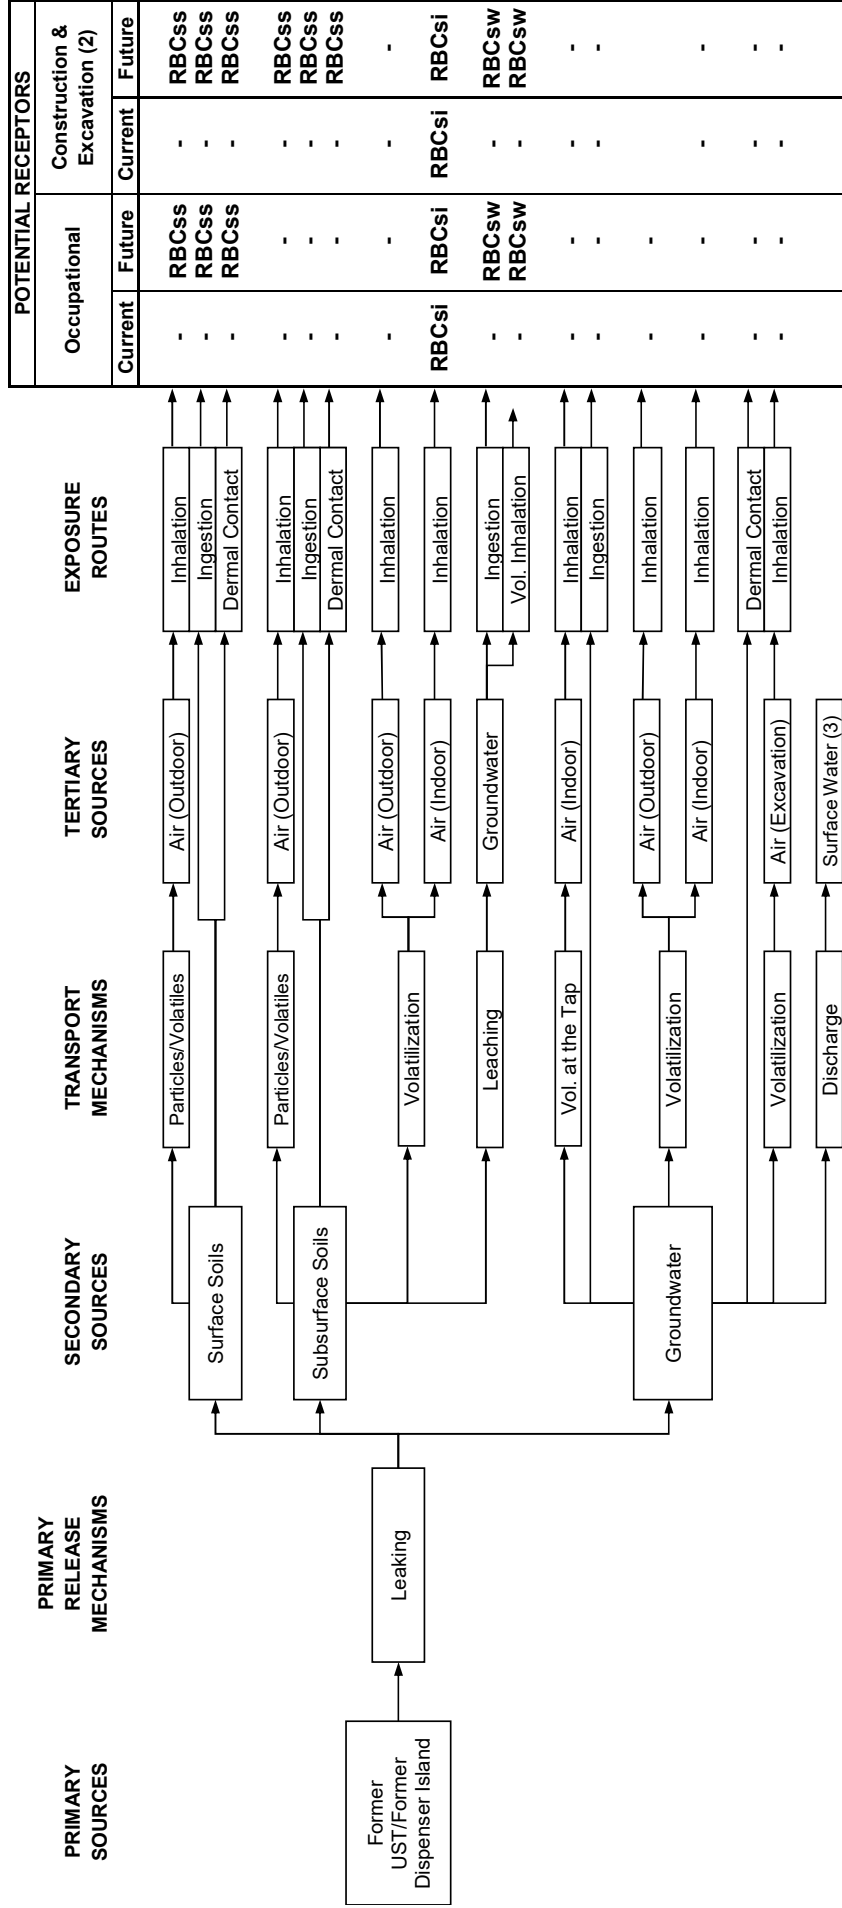 POTENTIAL RECEPTORS
PRIMARY SOURCES
PRIMARY RELEASE MECHANISMS
SECONDARY SOURCES
TRANSPORT MECHANISMS
TERTIARY SOURCES
EXPOSURE ROUTES
Occupational
Construction & Excavation (2)
Current Future Current Future
Particles/Volatiles Air (Outdoor) Inhalation - RBCss - RBCss
Ingestion - RBCss - RBCss
Surface Soils Dermal Contact - RBCss - RBCss
Particles/Volatiles Air (Outdoor) Inhalation - - - RBCss
Ingestion - - - RBCss
Subsurface Soils Dermal Contact - - - RBCss
Air (Outdoor) Inhalation - - - -
Former
UST/Former
Dispenser Island
Leaking
Volatilization
Air (Indoor) Inhalation RBCsi RBCsi RBCsi RBCsi
Leaching Groundwater Ingestion - RBCsw - RBCsw
Vol. Inhalation - RBCsw - RBCsw
Vol. at the Tap Air (Indoor) Inhalation - - - -
Ingestion - - - -
Air (Outdoor) Inhalation - -
Groundwater Volatilization
Air (Indoor) Inhalation - - - -
Dermal Contact - - - -
Volatilization Air (Excavation) Inhalation - - - -
Discharge Surface Water (3)